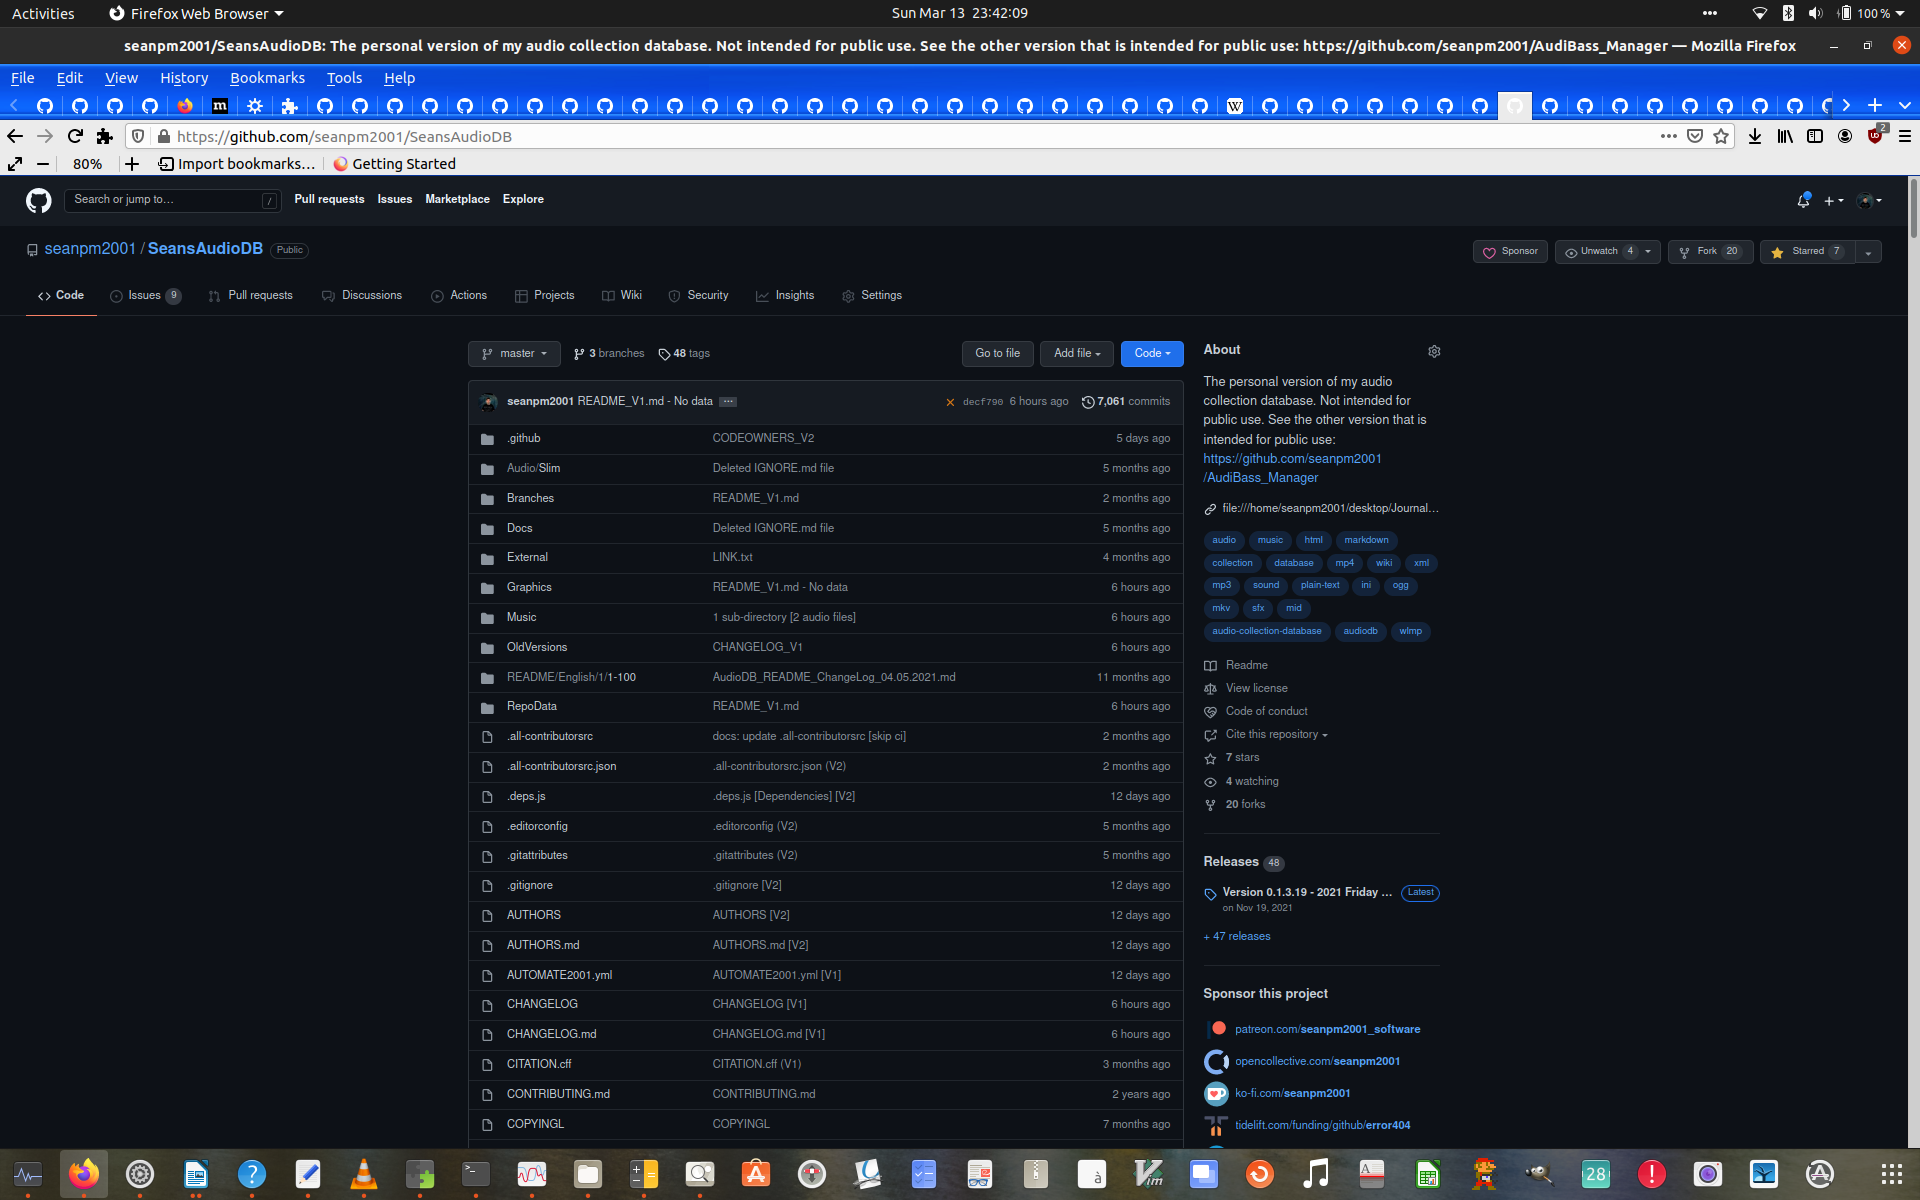 Activities
Firefox Web Browser
Sun Mar 13 23:42:09
100 %
seanpm2001/SeansAudioDB: The personal version of my audio collection database. Not intended for public use. See the other version that is intended for public use: https://github.com/seanpm2001/AudiBass_Manager — Mozilla Firefox
File Edit View History Bookmarks Tools Help
https://github.com/seanpm2001/SeansAudioDB
2
80%
Import bookmarks…
Getting Started
Search or jump to…
/
Pull requests
Issues
Marketplace
Explore
seanpm2001 / SeansAudioDB Public
Sponsor
Unwatch 4
Fork 20
Starred 7
Code
Issues 9
Pull requests
Discussions
Actions
Projects
Wiki
Security
Insights
Settings
master
3 branches
48 tags
Go to file
Add file
Code
seanpm2001 README_V1.md - No data
decf790 6 hours ago
7,061 commits
.github CODEOWNERS_V2 5 days ago
Audio/Slim Deleted IGNORE.md file 5 months ago
Branches README_V1.md 2 months ago
Docs Deleted IGNORE.md file 5 months ago
External LINK.txt 4 months ago
Graphics README_V1.md - No data 6 hours ago
Music 1 sub-directory [2 audio files] 6 hours ago
OldVersions CHANGELOG_V1 6 hours ago
README/English/1/1-100 AudioDB_README_ChangeLog_04.05.2021.md 11 months ago
RepoData README_V1.md 6 hours ago
.all-contributorsrc docs: update .all-contributorsrc [skip ci] 2 months ago
.all-contributorsrc.json .all-contributorsrc.json (V2) 2 months ago
.deps.js .deps.js [Dependencies] [V2] 12 days ago
.editorconfig .editorconfig (V2) 5 months ago
.gitattributes .gitattributes (V2) 5 months ago
.gitignore .gitignore [V2] 12 days ago
AUTHORS AUTHORS [V2] 12 days ago
AUTHORS.md AUTHORS.md [V2] 12 days ago
AUTOMATE2001.yml AUTOMATE2001.yml [V1] 12 days ago
CHANGELOG CHANGELOG [V1] 6 hours ago
CHANGELOG.md CHANGELOG.md [V1] 6 hours ago
CITATION.cff CITATION.cff (V1) 3 months ago
CONTRIBUTING.md CONTRIBUTING.md 2 years ago
COPYINGL COPYINGL 7 months ago
About
The personal version of my audio
collection database. Not intended for
public use. See the other version that is
intended for public use:
https://github.com/seanpm2001
/AudiBass_Manager
file:///home/seanpm2001/desktop/Journal…
audio music html markdown
collection database mp4 wiki xml
mp3 sound plain-text ini ogg
mkv sfx mid
audio-collection-database audiodb wlmp
Readme
View license
Code of conduct
Cite this repository
7 stars
4 watching
20 forks
Releases 48
Version 0.1.3.19 - 2021 Friday … Latest
on Nov 19, 2021
+ 47 releases
Sponsor this project
patreon.com/seanpm2001_software
opencollective.com/seanpm2001
ko-fi.com/seanpm2001
tidelift.com/funding/github/error404
28